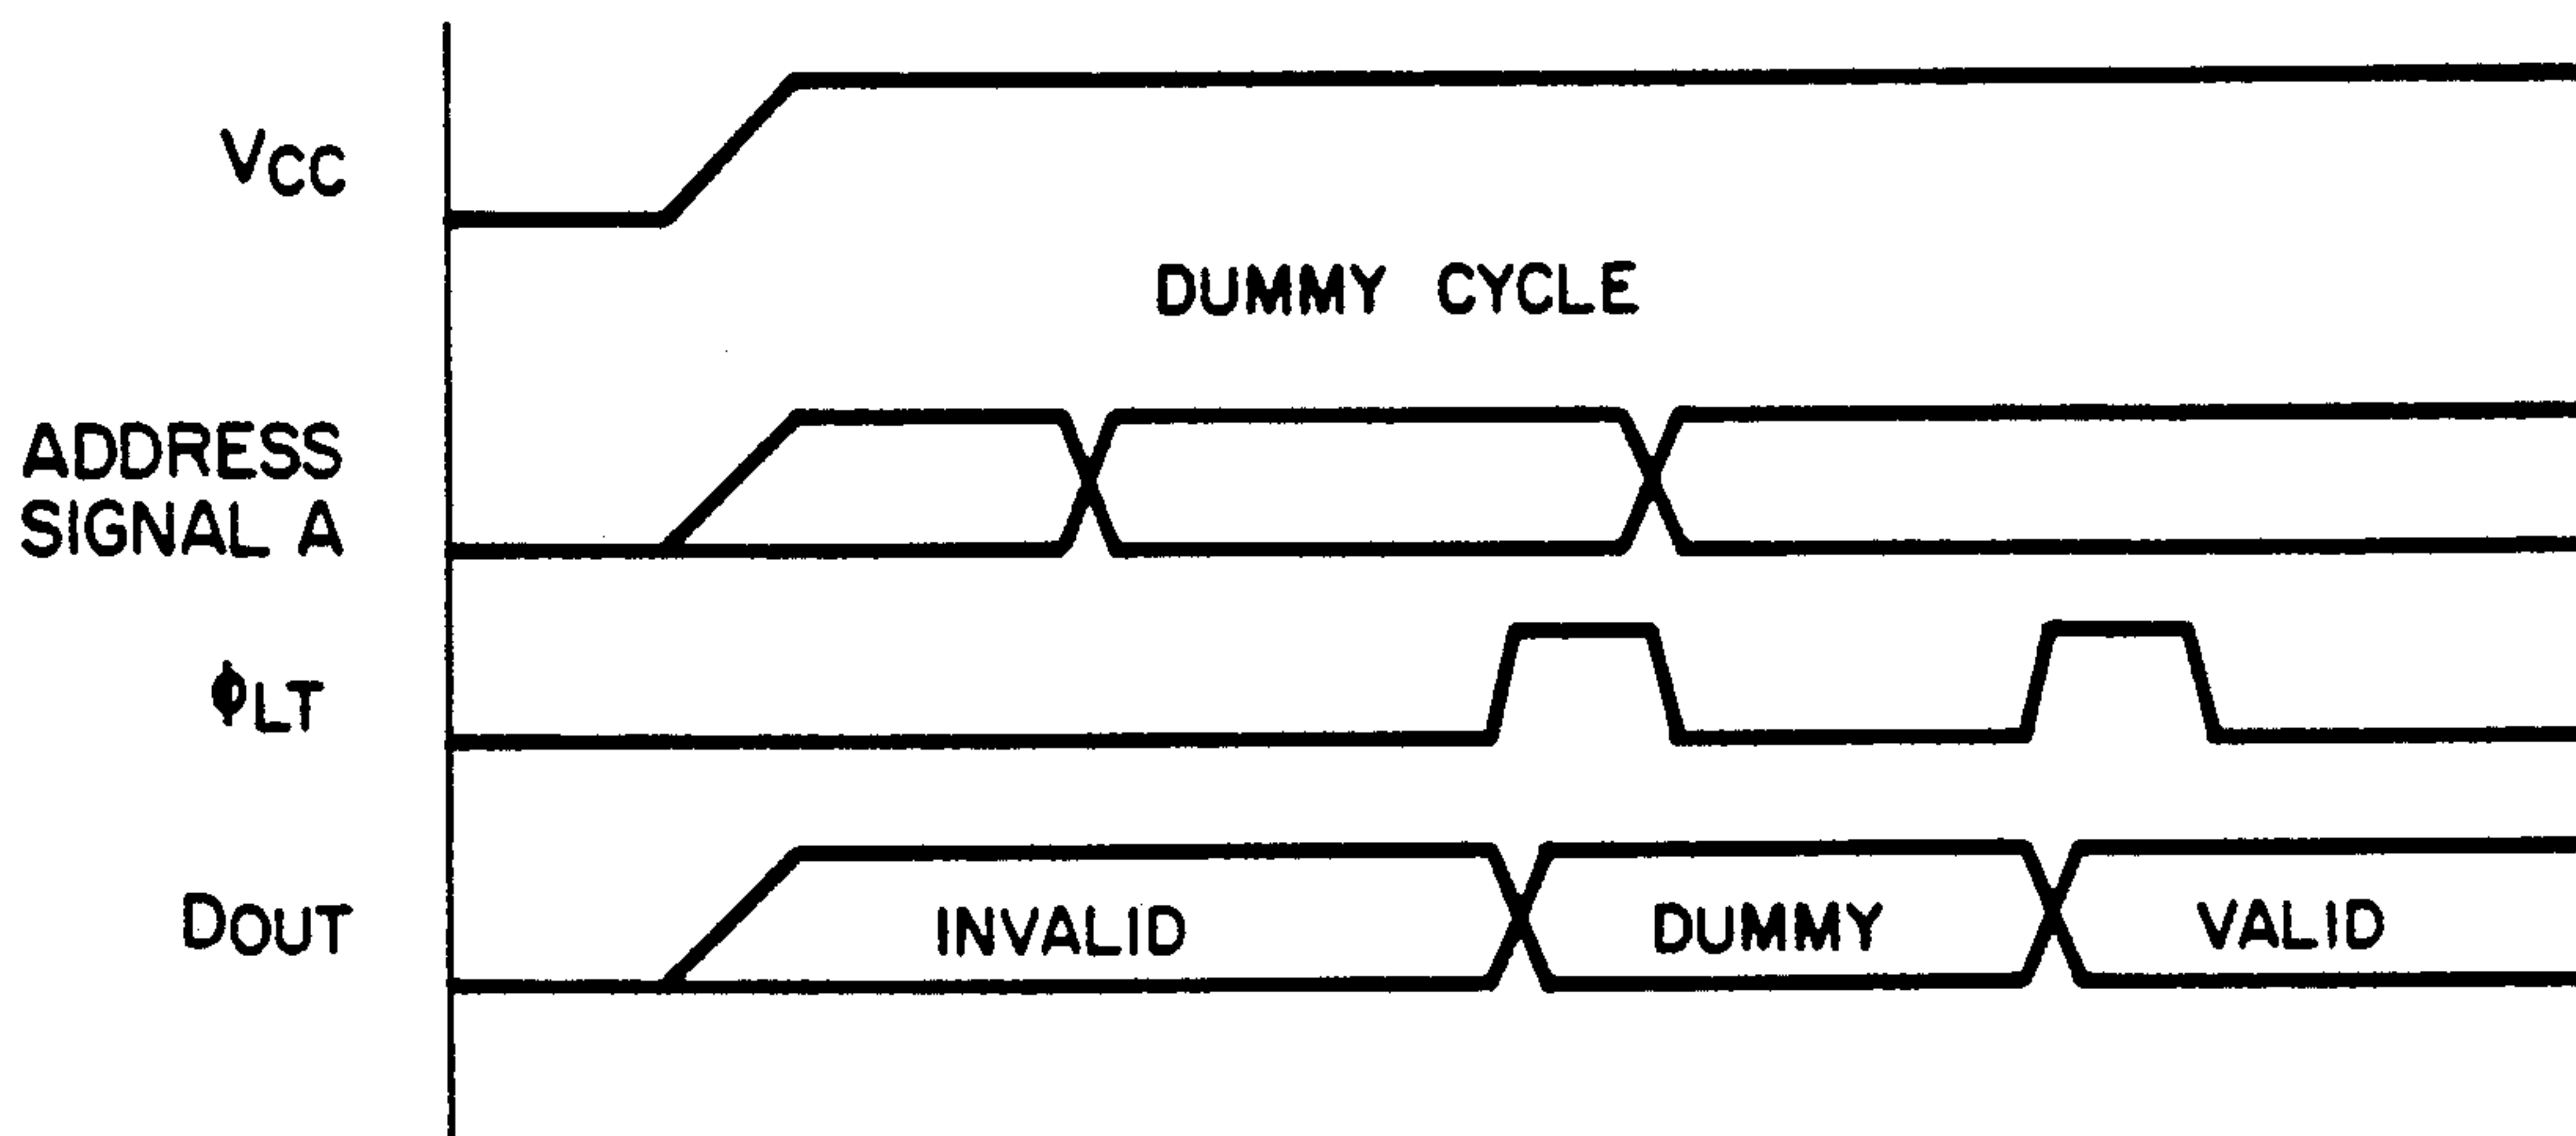 VCC
DUMMY CYCLE
ADDRESS
SIGNAL A
ϕLT
DOUT
INVALID
DUMMY
VALID